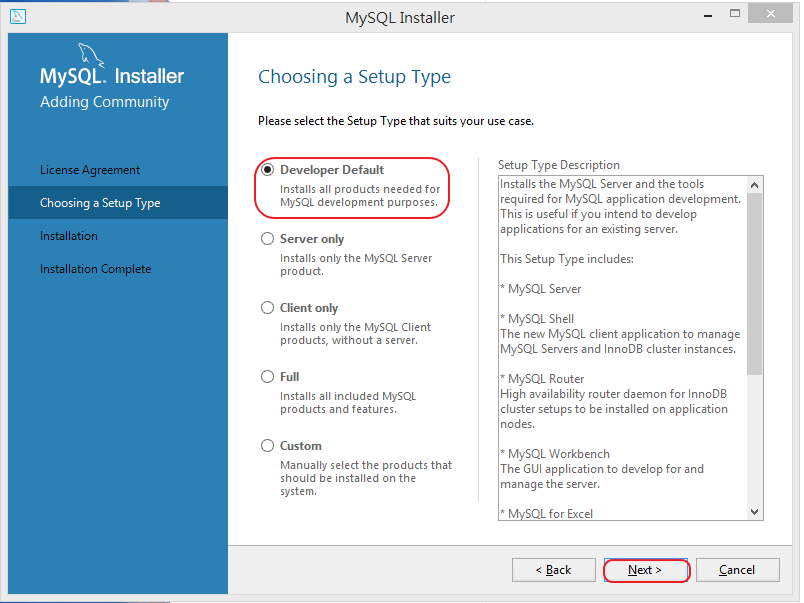 MySQL Installer
MySQL. Installer
Adding Community
License Agreement
Choosing a Setup Type
Installation
Installation Complete
Choosing a Setup Type
Please select the Setup Type that suits your use case.
Developer Default
Installs all products needed for
MySQL development purposes.
Server only
Installs only the MySQL Server
product.
Client only
Installs only the MySQL Client
products, without a server.
Full
Installs all included MySQL
products and features.
Custom
Manually select the products that
should be installed on the
system.
Setup Type Description
Installs the MySQL Server and the tools
required for MySQL application development.
This is useful if you intend to develop
applications for an existing server.
This Setup Type includes:
* MySQL Server
* MySQL Shell
The new MySQL client application to manage
MySQL Servers and InnoDB cluster instances.
* MySQL Router
High availability router daemon for InnoDB
cluster setups to be installed on application
nodes.
* MySQL Workbench
The GUI application to develop for and
manage the server.
* MySQL for Excel
< Back
Next >
Cancel